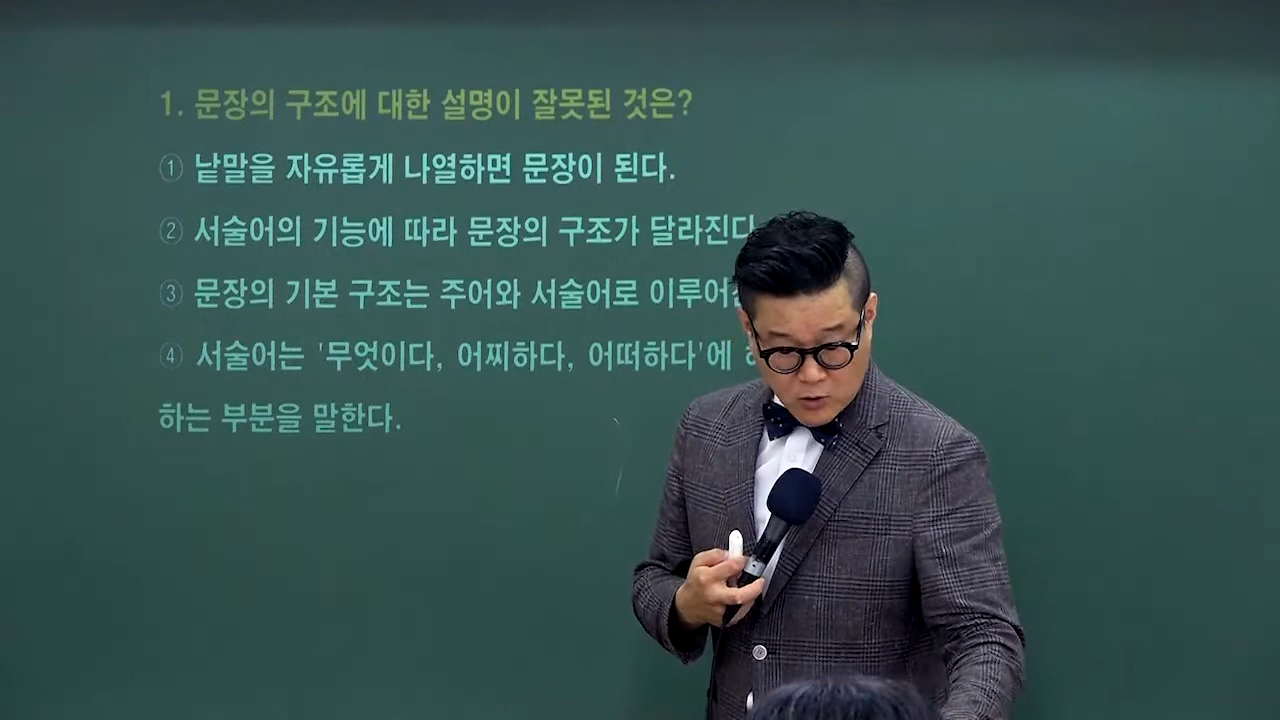 1. 문장의 구조에 대한 설명이 잘못된 것은?
① 낱말을 자유롭게 나열하면 문장이 된다.
② 서술어의 기능에 따라 문장의 구조가 달라진다
③ 문장의 기본 구조는 주어와 서술어로
④ 서술어는 '무엇이다, 어찌하다, 어떠하다'에
하는 부분을 말한다.